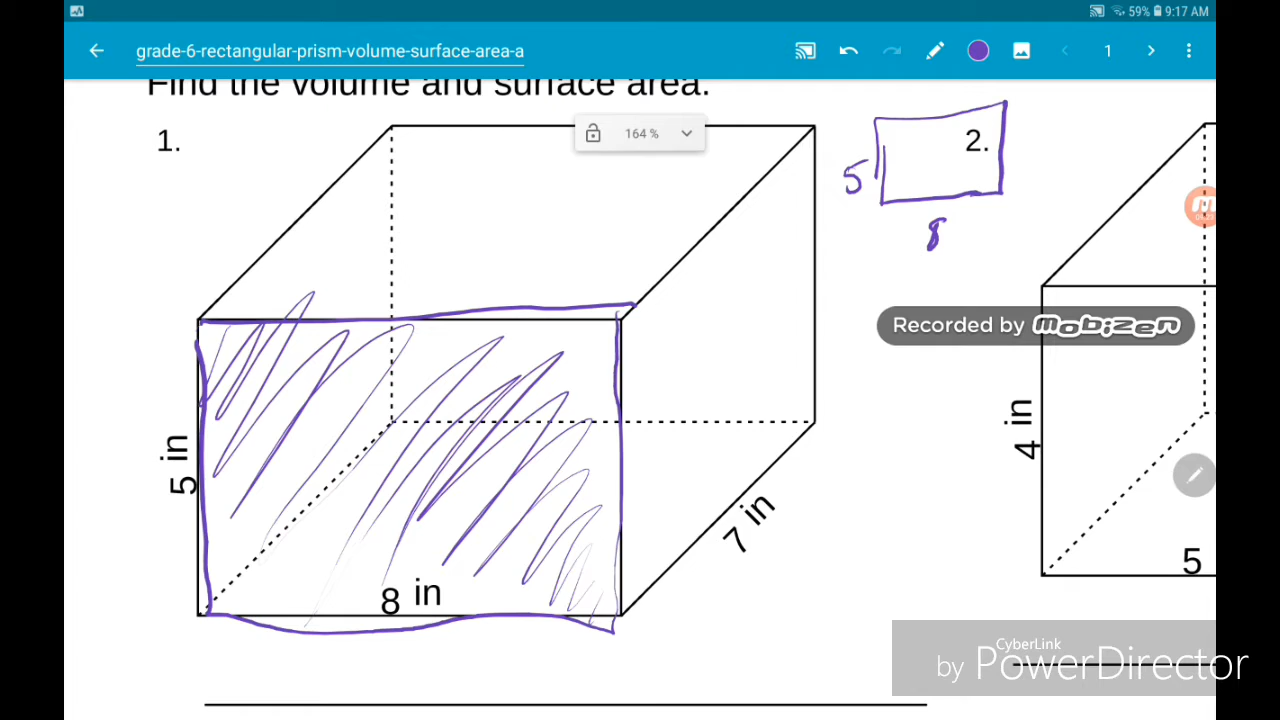 59% 9:17 AM
grade-6-rectangular-prism-volume-surface-area-a
1
Find the volume and surface area.
164 %
1.
2.
5
8
Recorded by mobizen
5 in
8 in
7 in
4 in
5
CyberLink
by PowerDirector